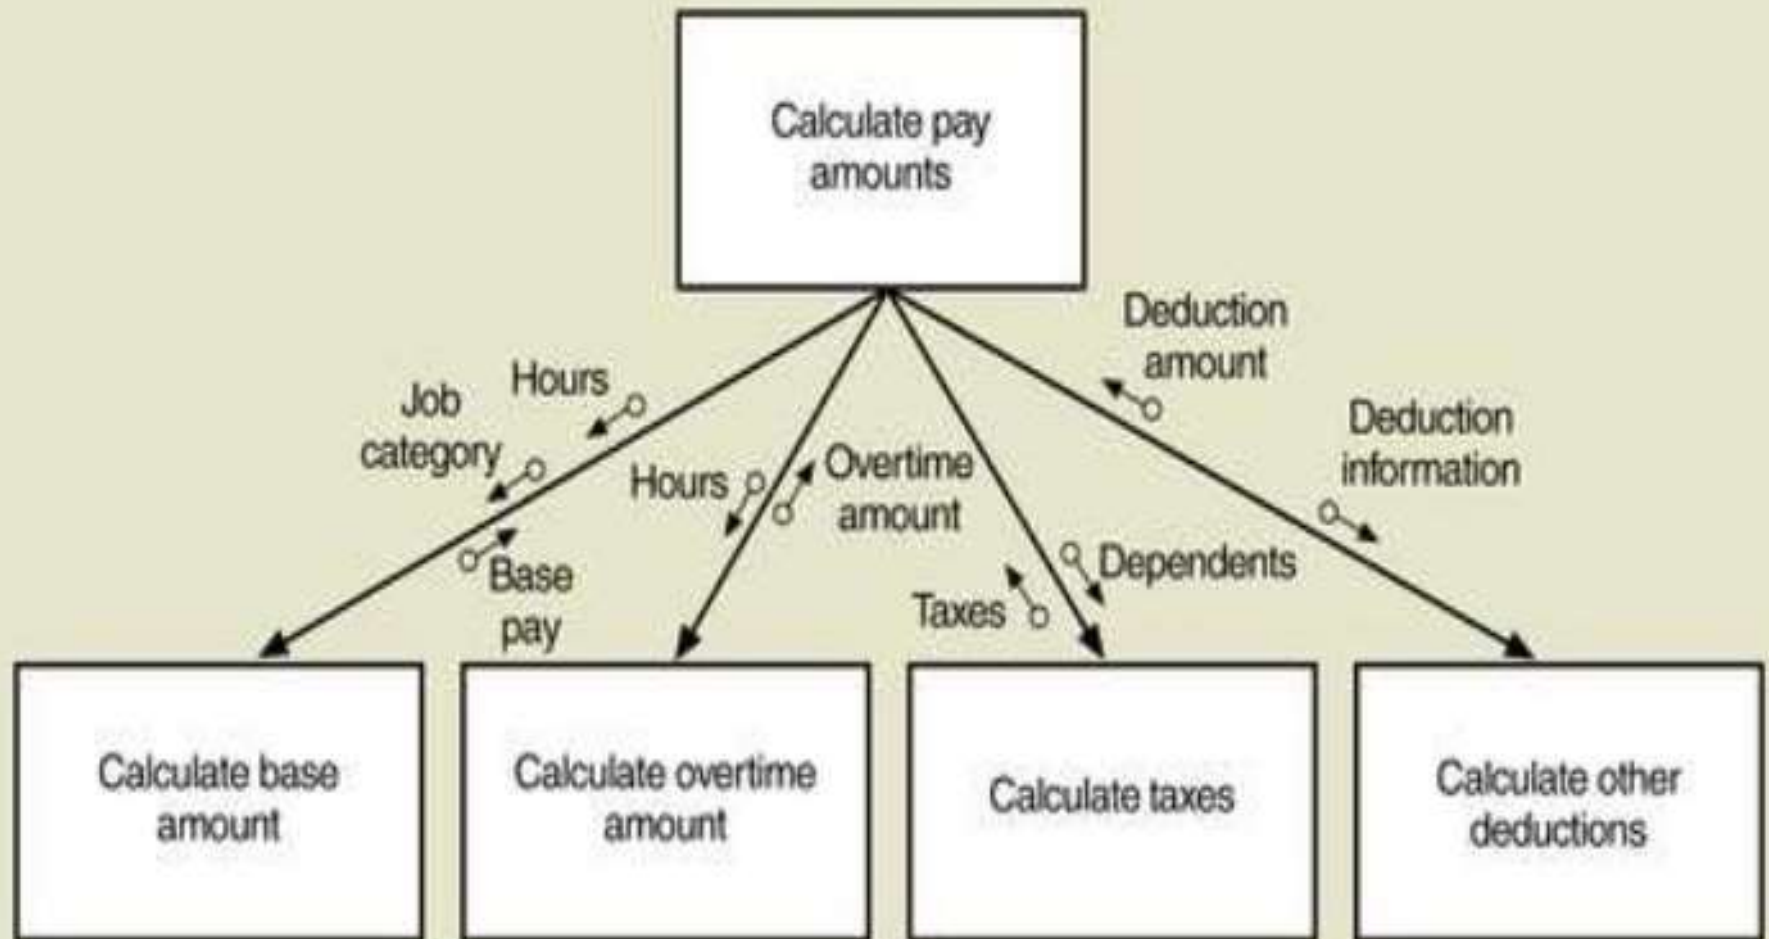 Calculate pay
amounts
Deduction
amount
Hours
Job
category
Deduction
information
Hours
Overtime
amount
Base
pay
Taxes
Dependents
Calculate base
amount
Calculate overtime
amount
Calculate taxes
Calculate other
deductions